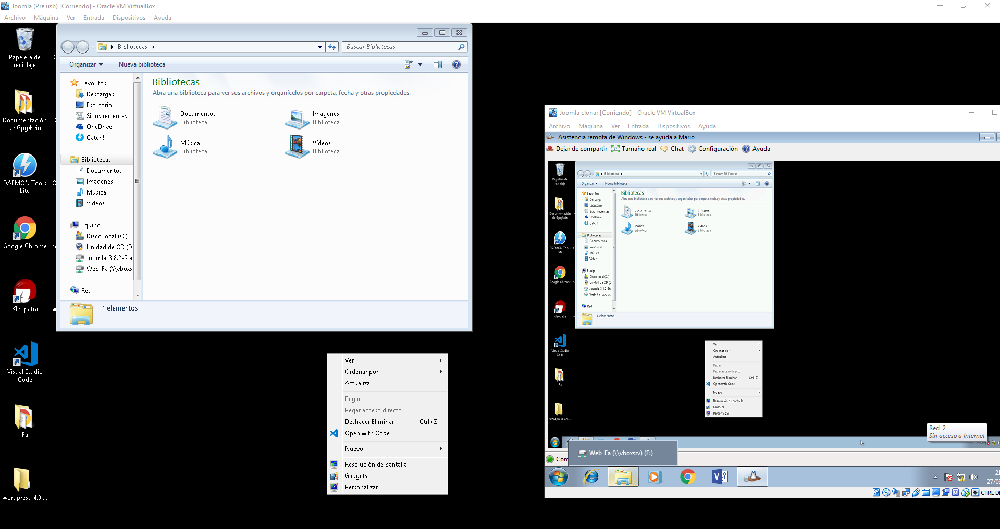 Joomla (Pre usb) [Corriendo] - Oracle VM VirtualBox
Archivo Máquina Ver Entrada Dispositivos Ayuda
Papelera de
reciclaje
Documentación
de Gpg4win
DAEMON Tools
Lite
Google Chrome
Kleopatra
Visual Studio
Code
Fa
wordpress-4.9....
Bibliotecas
Buscar Bibliotecas
Organizar Nueva biblioteca
Favoritos
Descargas
Escritorio
Sitios recientes
OneDrive
Catch!
Bibliotecas
Documentos
Imágenes
Música
Vídeos
Equipo
Disco local (C:)
Unidad de CD (D
Joomla_3.8.2-Sta
Web_Fa (\\vboxs
Red
Bibliotecas
Abra una biblioteca para ver sus archivos y organícelos por carpeta, fecha y otras propiedades.
Documentos
Biblioteca
Imágenes
Biblioteca
Música
Biblioteca
Vídeos
Biblioteca
4 elementos
Ver
Ordenar por
Actualizar
Pegar
Pegar acceso directo
Deshacer Eliminar Ctrl+Z
Open with Code
Nuevo
Resolución de pantalla
Gadgets
Personalizar
Joomla clonar [Corriendo] - Oracle VM VirtualBox
Archivo Máquina Ver Entrada Dispositivos Ayuda
Asistencia remota de Windows - se ayuda a Mario
Dejar de compartir Tamaño real Chat Configuración Ayuda
Papelera de
reciclaje
Documentación
de Gpg4win
DAEMON Tools
Lite
Google Chrome
Kleopatra
Visual Studio
Code
Fa
wordpress-4.9....
Bibliotecas
Buscar Bibliotecas
Organizar Nueva biblioteca
Favoritos
Descargas
Escritorio
Sitios recientes
OneDrive
Catch!
Bibliotecas
Documentos
Imágenes
Música
Vídeos
Equipo
Disco local (C:)
Unidad de CD (D
Joomla_3.8.2-Sta
Web_Fa (\\vboxs
Red
Bibliotecas
Abra una biblioteca para ver sus archivos y organícelos por carpeta, fecha y otras propiedades.
Documentos
Biblioteca
Imágenes
Biblioteca
Música
Biblioteca
Vídeos
Biblioteca
4 elementos
Ver
Ordenar por
Actualizar
Pegar
Pegar acceso directo
Deshacer Eliminar Ctrl+Z
Open with Code
Nuevo
Resolución de pantalla
Gadgets
Personalizar
Red 2
Sin acceso a Internet
Web_Fa (\\vboxsrv) (F:)
Con
21
27/03
CTRL DE